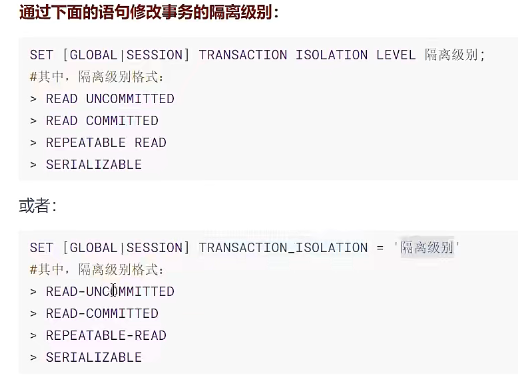 通过下面的语句修改事务的隔离级别：
SET [GLOBAL|SESSION] TRANSACTION ISOLATION LEVEL 隔离级别;
#其中，隔离级别格式：
> READ UNCOMMITTED
> READ COMMITTED
> REPEATABLE READ
> SERIALIZABLE
或者：
SET [GLOBAL|SESSION] TRANSACTION_ISOLATION = '隔离级别'
#其中，隔离级别格式：
> READ-UNCOMMITTED
> READ-COMMITTED
> REPEATABLE-READ
> SERIALIZABLE